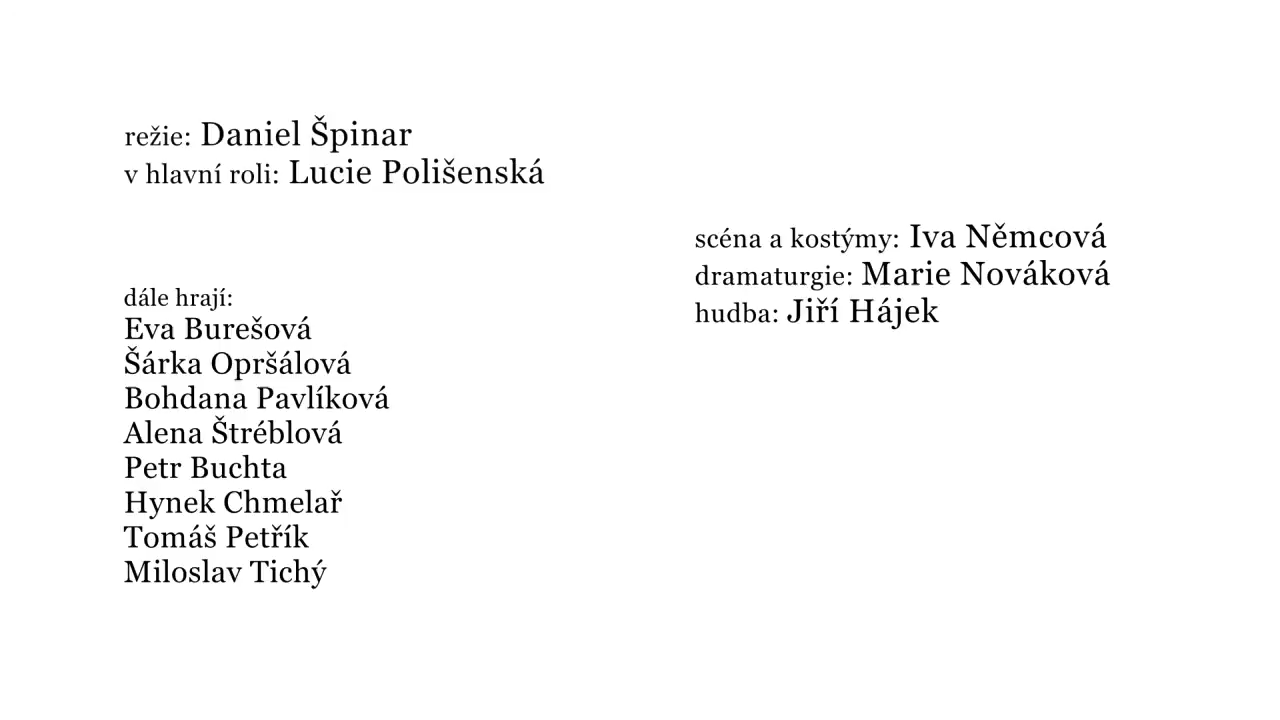 režie: Daniel Špinar
v hlavní roli: Lucie Polišenská
dále hrají:
Eva Burešová
Šárka Opršálová
Bohdana Pavlíková
Alena Štréblová
Petr Buchta
Hynek Chmelař
Tomáš Petřík
Miloslav Tichý
scéna a kostýmy: Iva Němcová
dramaturgie: Marie Nováková
hudba: Jiří Hájek